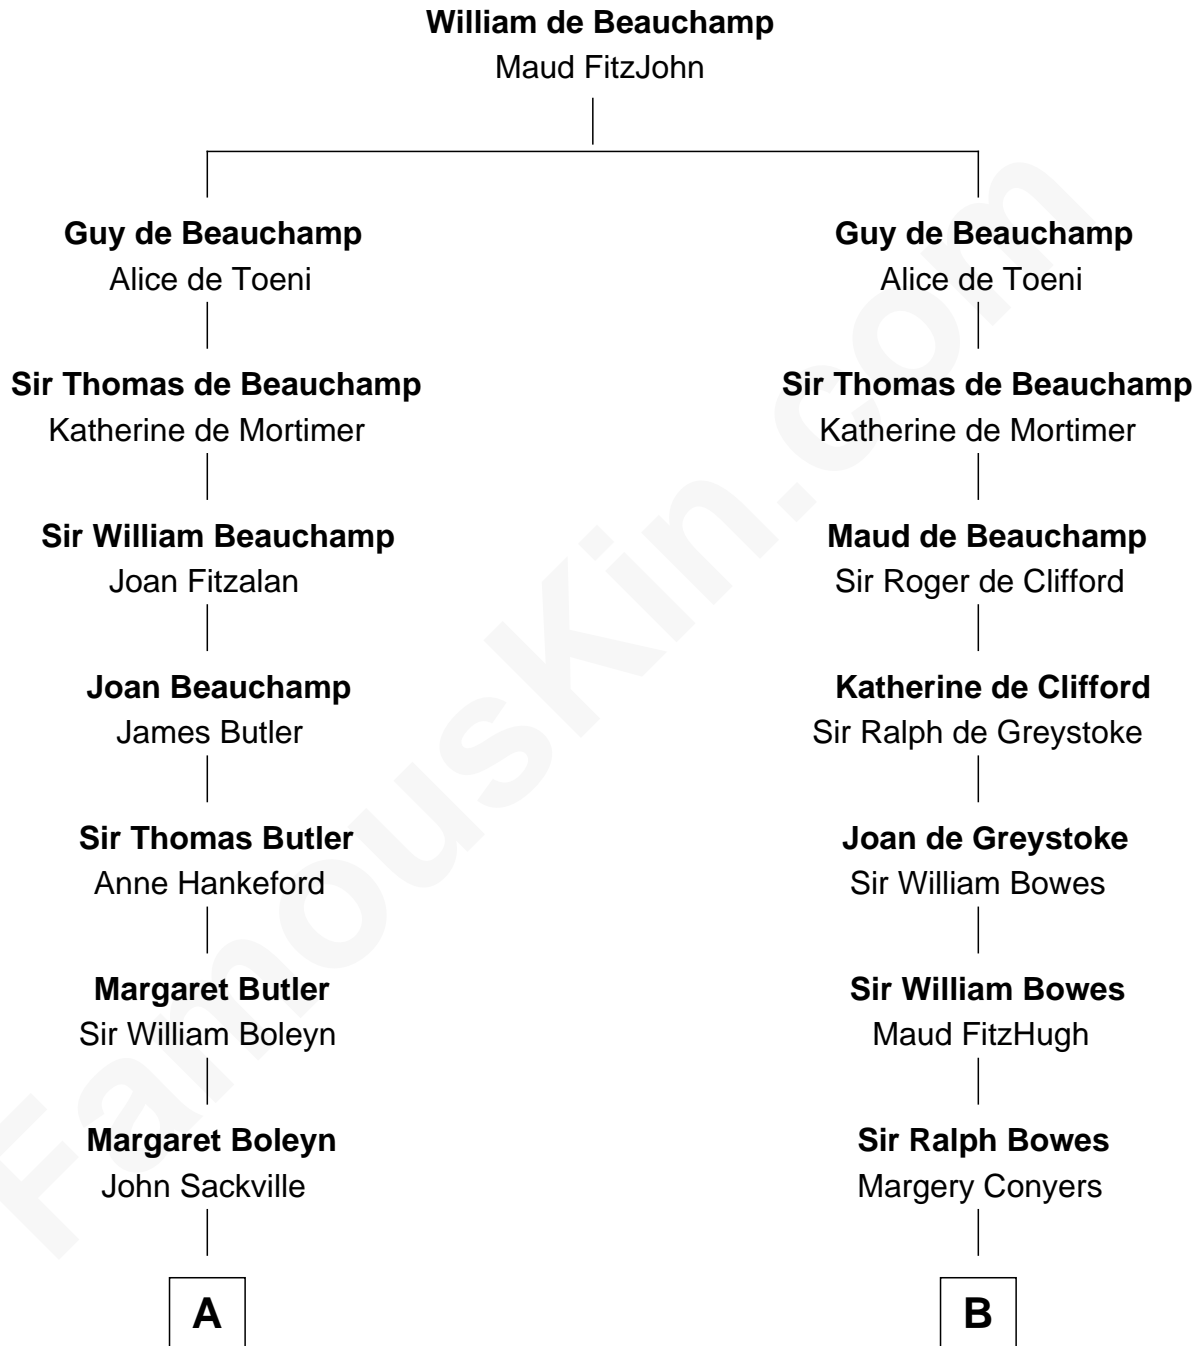 William de Beauchamp
Maud FitzJohn
Guy de Beauchamp
Alice de Toeni
Sir Thomas de Beauchamp
Katherine de Mortimer
Sir William Beauchamp
Joan Fitzalan
Joan Beauchamp
James Butler
Sir Thomas Butler
Anne Hankeford
Margaret Butler
Sir William Boleyn
Margaret Boleyn
John Sackville
A
Guy de Beauchamp
Alice de Toeni
Sir Thomas de Beauchamp
Katherine de Mortimer
Maud de Beauchamp
Sir Roger de Clifford
Katherine de Clifford
Sir Ralph de Greystoke
Joan de Greystoke
Sir William Bowes
Sir William Bowes
Maud FitzHugh
Sir Ralph Bowes
Margery Conyers
B
FamousKin.com